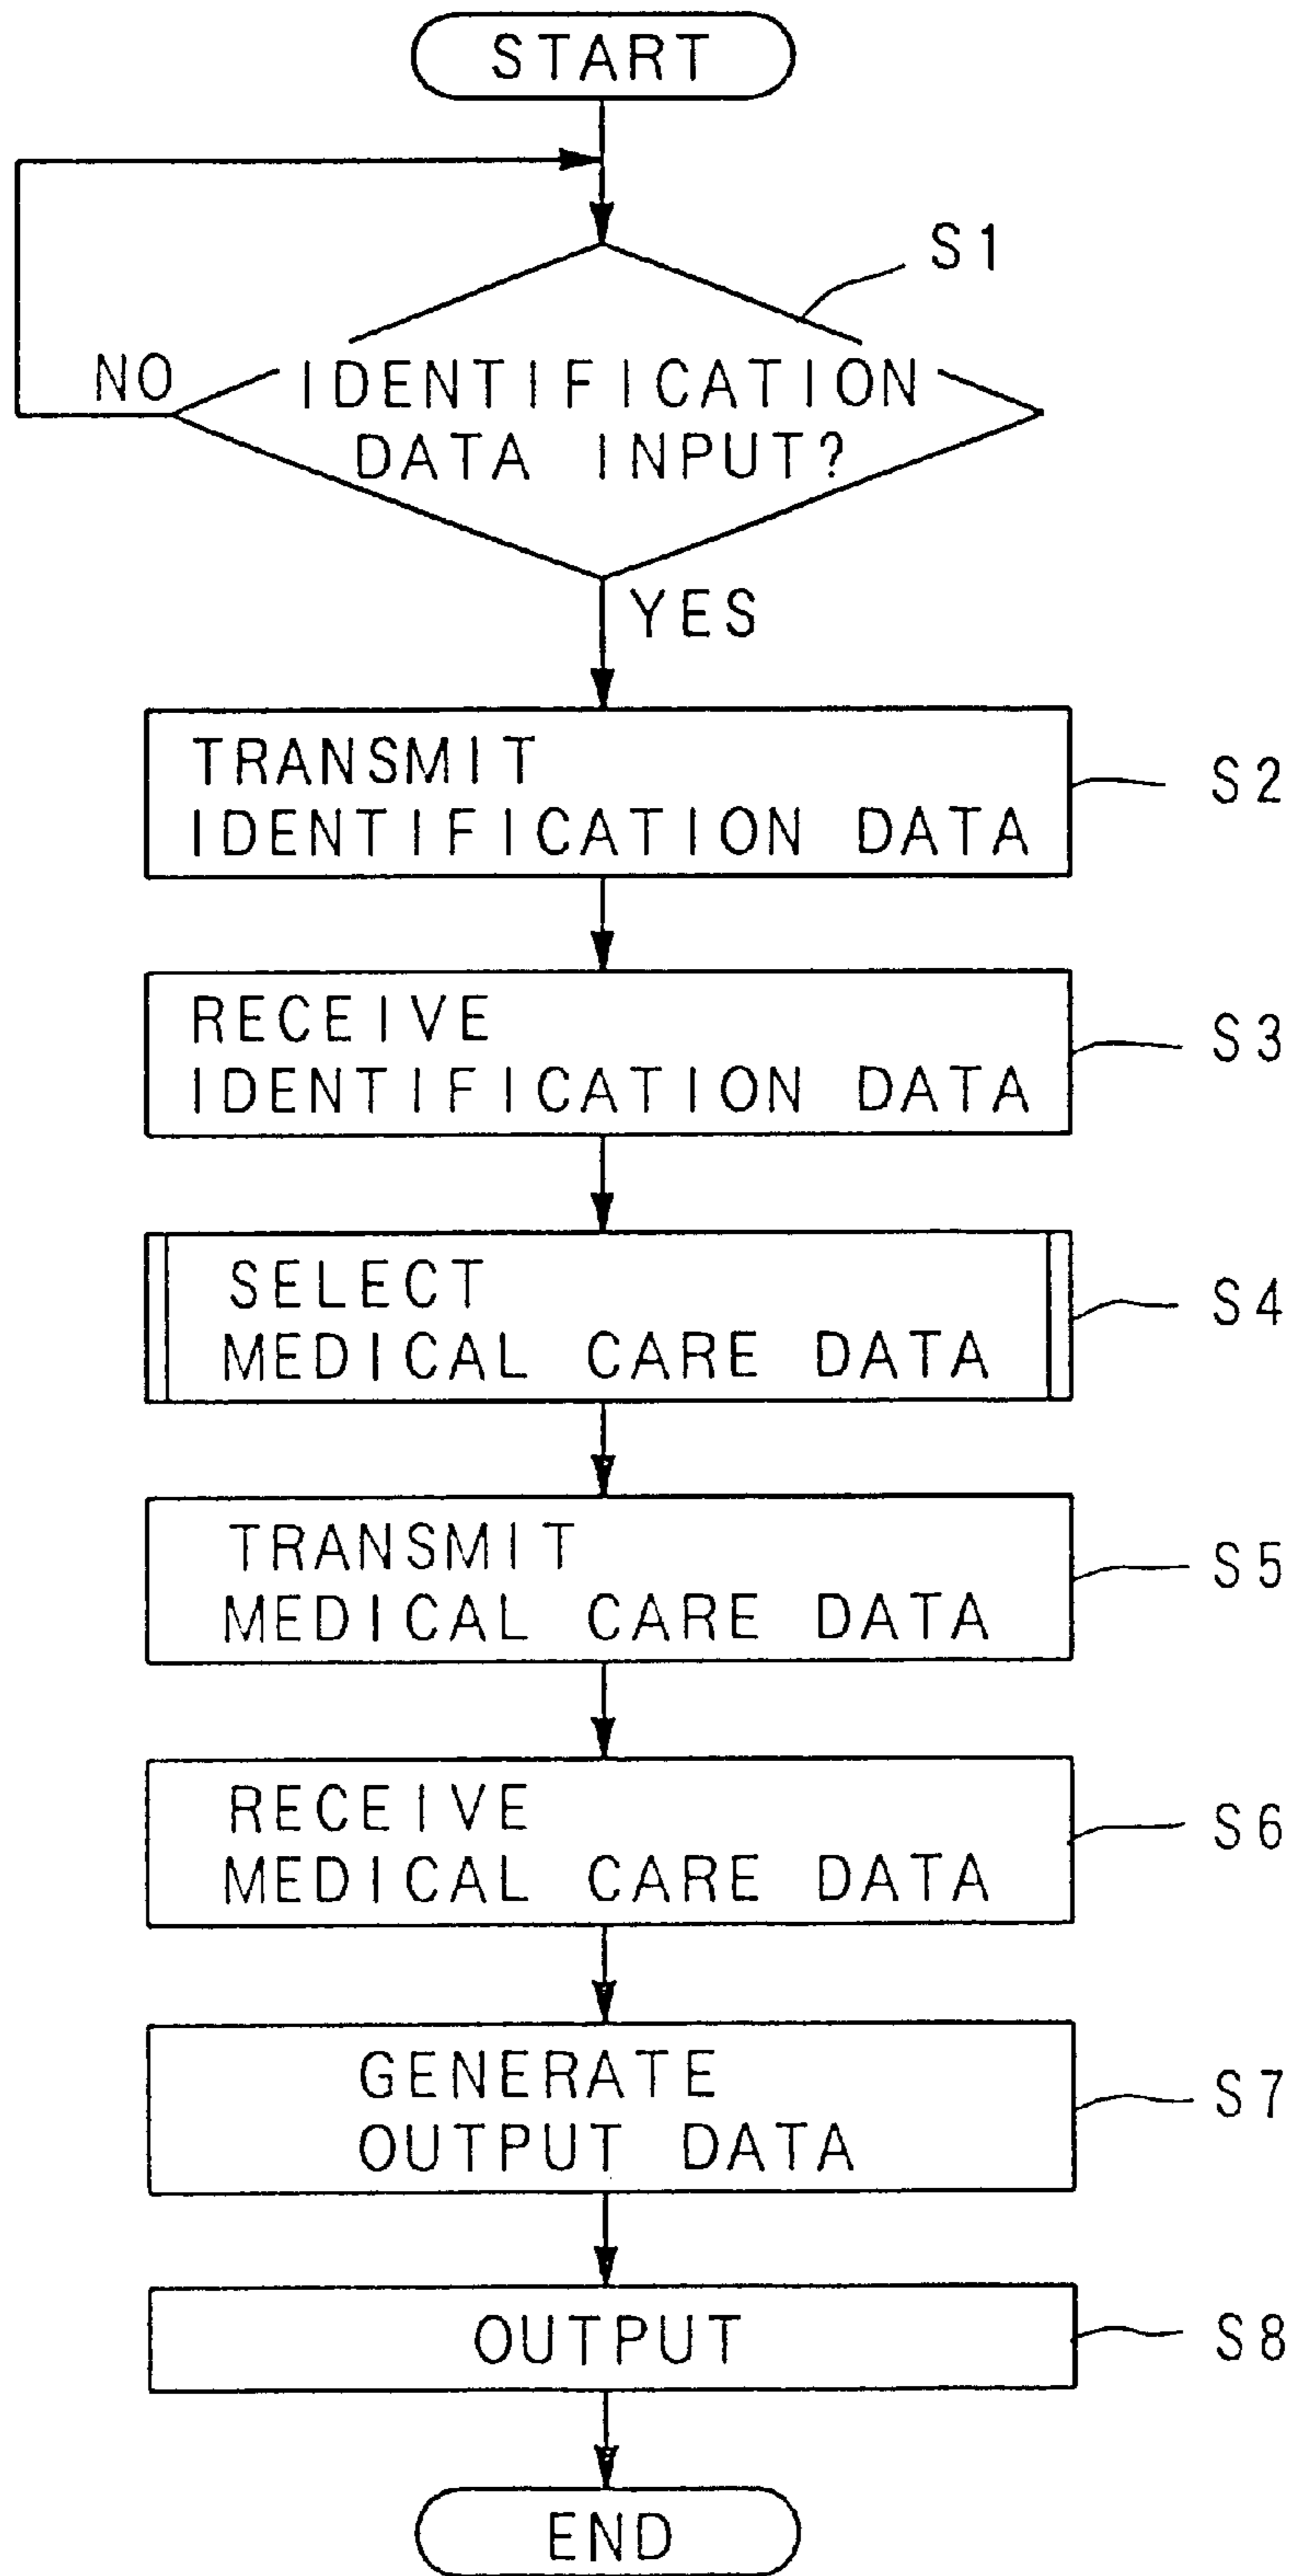 START
S1
NO
IDENTIFICATION
DATA INPUT?
YES
TRANSMIT
IDENTIFICATION DATA
S2
RECEIVE
IDENTIFICATION DATA
S3
SELECT
MEDICAL CARE DATA
S4
TRANSMIT
MEDICAL CARE DATA
S5
RECEIVE
MEDICAL CARE DATA
S6
GENERATE
OUTPUT DATA
S7
OUTPUT
S8
END